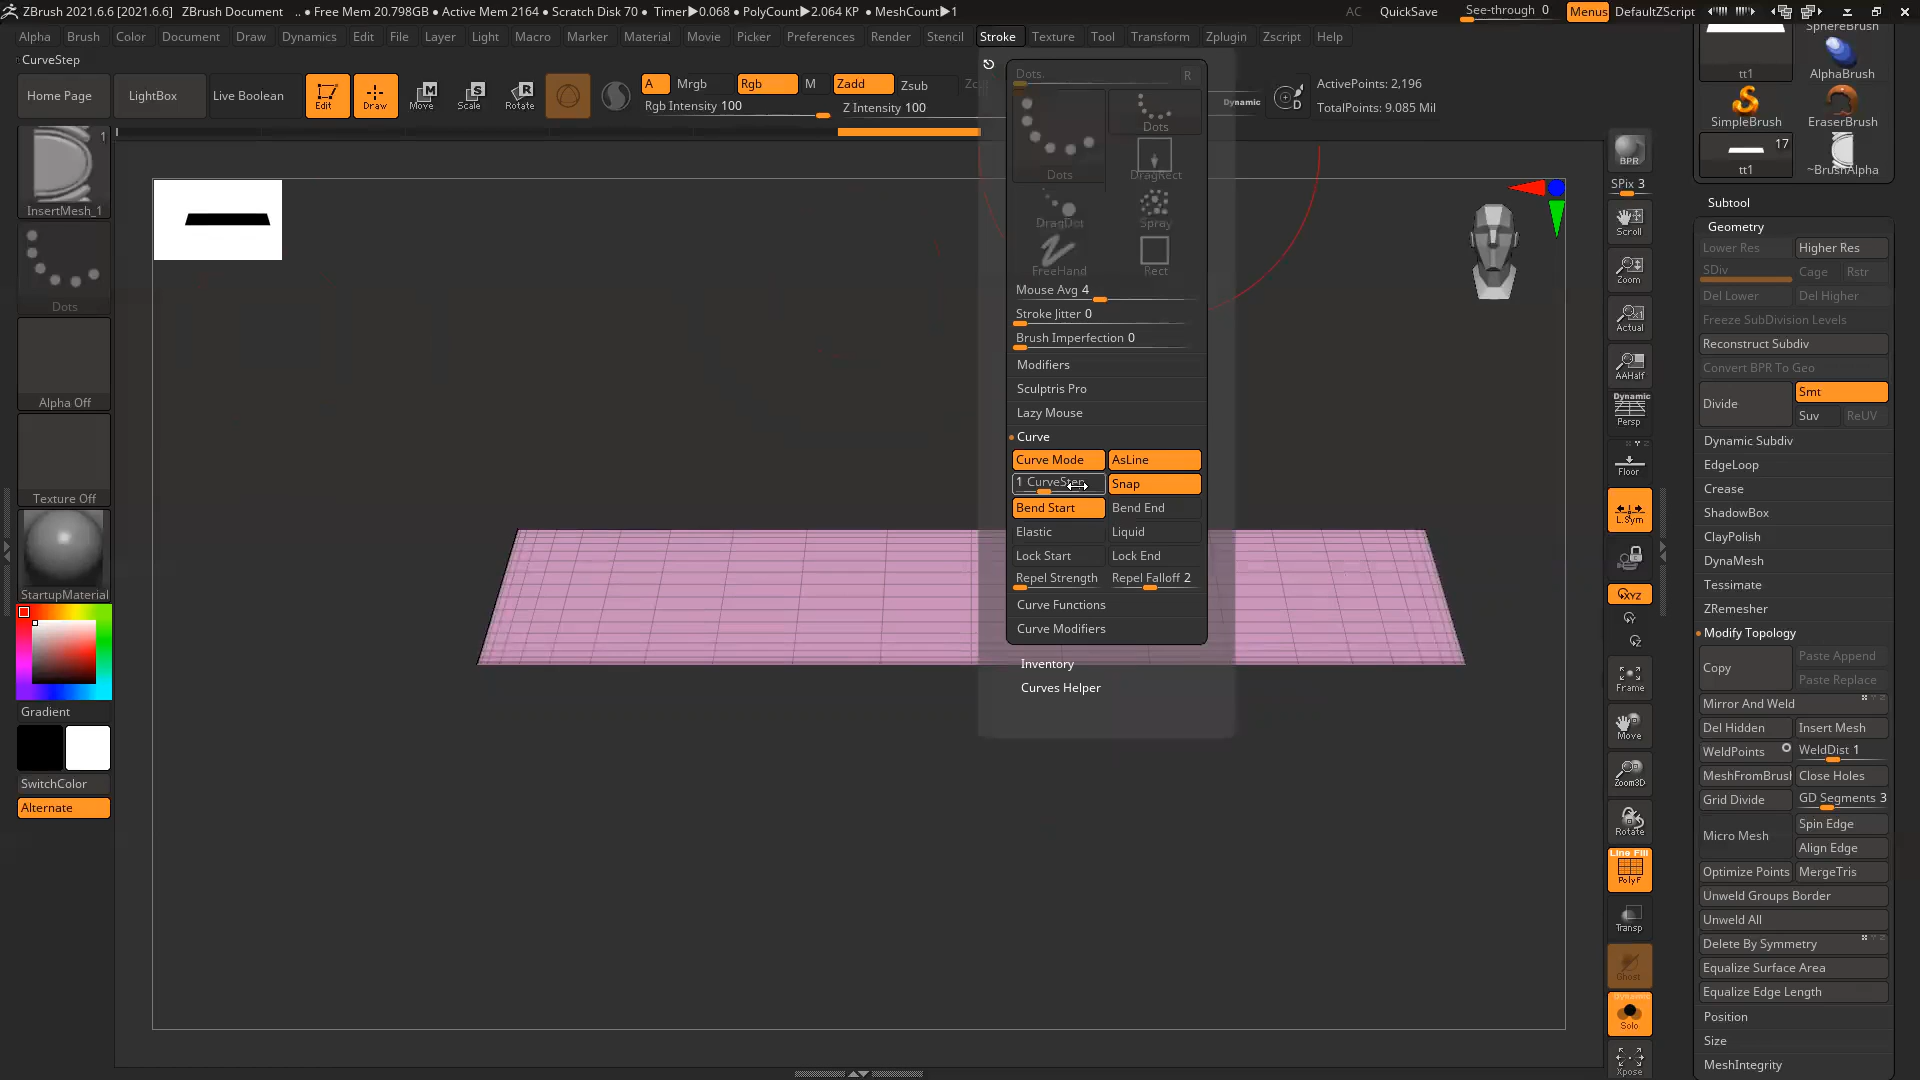 ZBrush 2021.6.6 [2021.6.6] ZBrush Document .. • Free Mem 20.798GB • Active Mem 2164 • Scratch Disk 70 • Timer▶0.068 • PolyCount▶2.064 KP • MeshCount▶1 AC QuickSave See-through 0 Menus DefaultZScript
Alpha Brush Color Document Draw Dynamics Edit File Layer Light Macro Marker Material Movie Picker Preferences Render Stencil Stroke Texture Tool Transform Zplugin Zscript Help
CurveStep
Home Page LightBox Live Boolean Edit Draw Move Scale Rotate
A Mrgb Rgb M Zadd Zsub
Rgb Intensity 100 Z Intensity 100
Dynamic
ActivePoints: 2,196
TotalPoints: 9.085 Mil
1
InsertMesh_1
Dots
Alpha Off
Texture Off
StartupMaterial
Gradient
SwitchColor
Alternate
Dots. R
Dots
Dots DragRect
DragDot Spray
FreeHand Rect
Mouse Avg 4
Stroke Jitter 0
Brush Imperfection 0
Modifiers
Sculptris Pro
Lazy Mouse
Curve
Curve Mode AsLine
1 CurveStep Snap
Bend Start Bend End
Elastic Liquid
Lock Start Lock End
Repel Strength Repel Falloff 2
Curve Functions
Curve Modifiers
Inventory
Curves Helper
BPR
SPix 3
Scroll
Zoom
Actual
AAHalf
Dynamic
Persp
Floor
L.Sym
XYZ
Frame
Move
Zoom3D
Rotate
Line Fill
PolyF
Transp
Ghost
Dynamic
Solo
Xpose
SphereBrush
tt1 AlphaBrush
SimpleBrush EraserBrush
17
tt1 ~BrushAlpha
Subtool
Geometry
Lower Res Higher Res
SDiv Cage Rstr
Del Lower Del Higher
Freeze SubDivision Levels
Reconstruct Subdiv
Convert BPR To Geo
Divide Smt
Suv ReUV
Dynamic Subdiv
EdgeLoop
Crease
ShadowBox
ClayPolish
DynaMesh
Tessimate
ZRemesher
Modify Topology
Copy Paste Append
Paste Replace
Mirror And Weld
Del Hidden Insert Mesh
WeldPoints WeldDist 1
MeshFromBrush Close Holes
Grid Divide GD Segments 3
Micro Mesh Spin Edge
Align Edge
Optimize Points MergeTris
Unweld Groups Border
Unweld All
Delete By Symmetry
Equalize Surface Area
Equalize Edge Length
Position
Size
MeshIntegrity